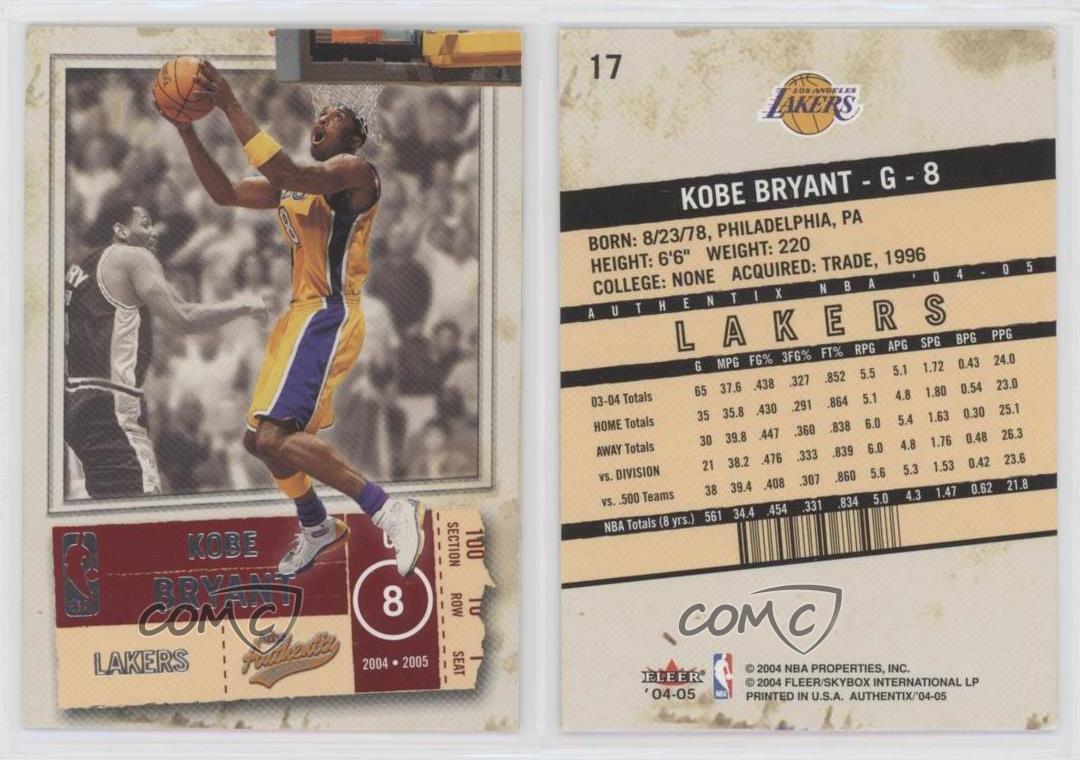 RY
8
KOBE
BRYANT
LAKERS
Authentix
8
2004 • 2005
100
SECTION
ROW
SEAT
COMC
17
LOS ANGELES
LAKERS
KOBE BRYANT - G - 8
BORN: 8/23/78, PHILADELPHIA, PA
HEIGHT: 6'6" WEIGHT: 220
COLLEGE: NONE ACQUIRED: TRADE, 1996
AUTHENTIX NBA '04-05
LAKERS
G MPG FG% 3FG% FT% RPG APG SPG BPG PPG
03-04 Totals 65 37.6 .438 .327 .852 5.5 5.1 1.72 0.43 24.0
HOME Totals 35 35.8 .430 .291 .864 5.1 4.8 1.80 0.54 23.0
AWAY Totals 30 39.8 .447 .360 .838 6.0 5.4 1.63 0.30 25.1
vs. DIVISION 21 38.2 .476 .333 .839 6.0 4.8 1.76 0.48 26.3
vs. .500 Teams 38 39.4 .408 .307 .860 5.6 5.3 1.53 0.42 23.6
NBA Totals (8 yrs.) 561 34.4 .454 .331 .834 5.0 4.3 1.47 0.62 21.8
COMC
FLEER
'04-05
NBA
© 2004 NBA PROPERTIES, INC.
© 2004 FLEER/SKYBOX INTERNATIONAL LP
PRINTED IN U.S.A. AUTHENTIX/'04-05